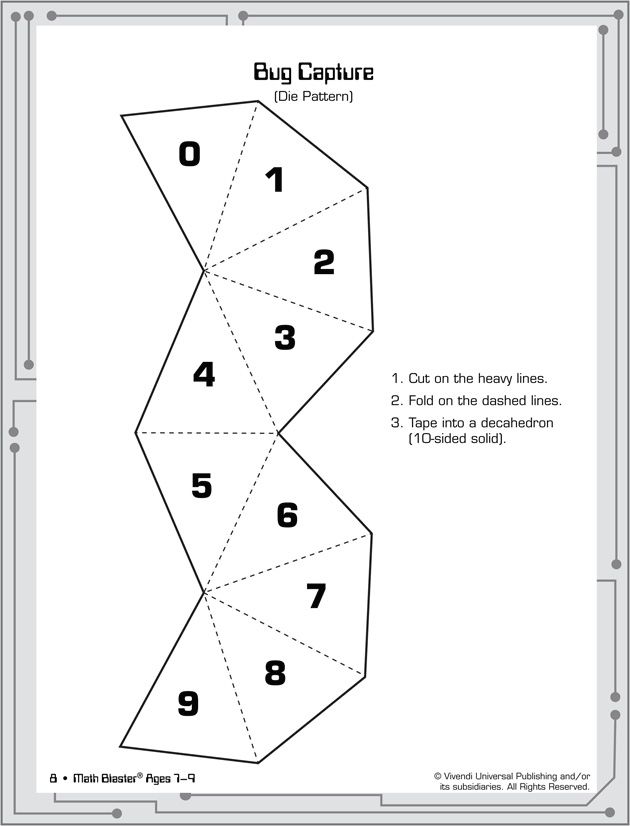 Bug Capture
(Die Pattern)
0
1
2
3
4
5
6
7
8
9
1. Cut on the heavy lines.
2. Fold on the dashed lines.
3. Tape into a decahedron
(10-sided solid).
8 • Math Blaster® Ages 7–9
© Vivendi Universal Publishing and/or
its subsidiaries. All Rights Reserved.